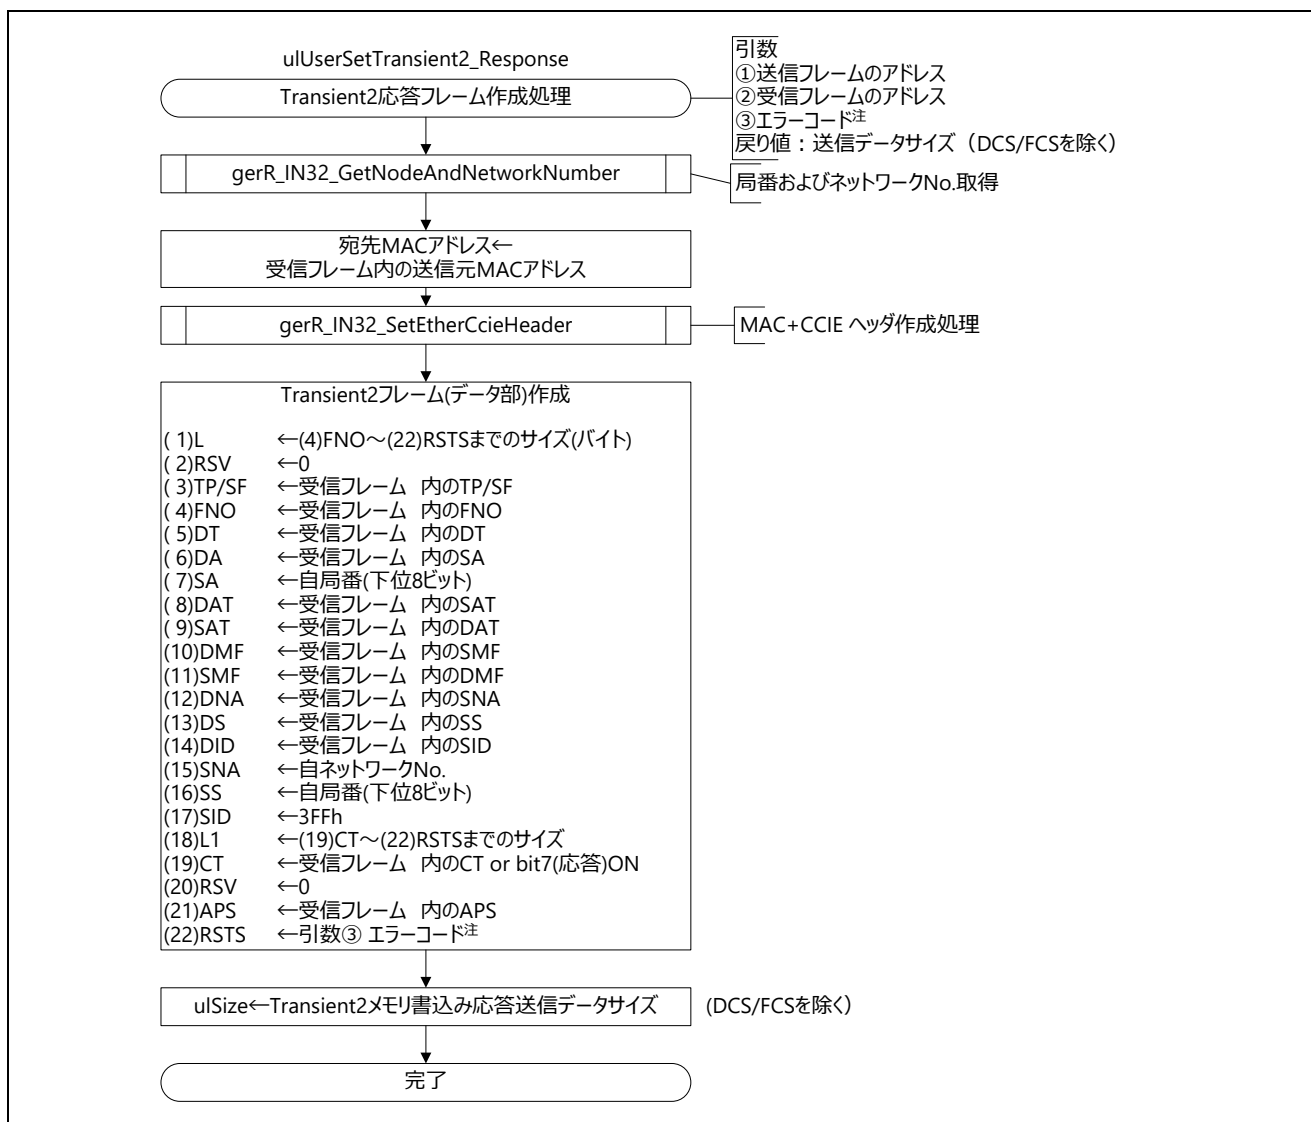 ulUserSetTransient2_Response
Transient2応答フレーム作成処理
引数
①送信フレームのアドレス
②受信フレームのアドレス
③エラーコード注
戻り値：送信データサイズ（DCS/FCSを除く）
gerR_IN32_GetNodeAndNetworkNumber
局番およびネットワークNo.取得
宛先MACアドレス←
受信フレーム内の送信元MACアドレス
gerR_IN32_SetEtherCcieHeader
MAC+CCIE ヘッダ作成処理
Transient2フレーム(データ部)作成
( 1)L ←(4)FNO～(22)RSTSまでのサイズ(バイト)
( 2)RSV ←0
( 3)TP/SF ←受信フレーム 内のTP/SF
( 4)FNO ←受信フレーム 内のFNO
( 5)DT ←受信フレーム 内のDT
( 6)DA ←受信フレーム 内のSA
( 7)SA ←自局番(下位8ビット)
( 8)DAT ←受信フレーム 内のSAT
( 9)SAT ←受信フレーム 内のDAT
(10)DMF ←受信フレーム 内のSMF
(11)SMF ←受信フレーム 内のDMF
(12)DNA ←受信フレーム 内のSNA
(13)DS ←受信フレーム 内のSS
(14)DID ←受信フレーム 内のSID
(15)SNA ←自ネットワークNo.
(16)SS ←自局番(下位8ビット)
(17)SID ←3FFh
(18)L1 ←(19)CT～(22)RSTSまでのサイズ
(19)CT ←受信フレーム 内のCT or bit7(応答)ON
(20)RSV ←0
(21)APS ←受信フレーム 内のAPS
(22)RSTS ←引数③ エラーコード注
ulSize←Transient2メモリ書込み応答送信データサイズ
(DCS/FCSを除く）
完了